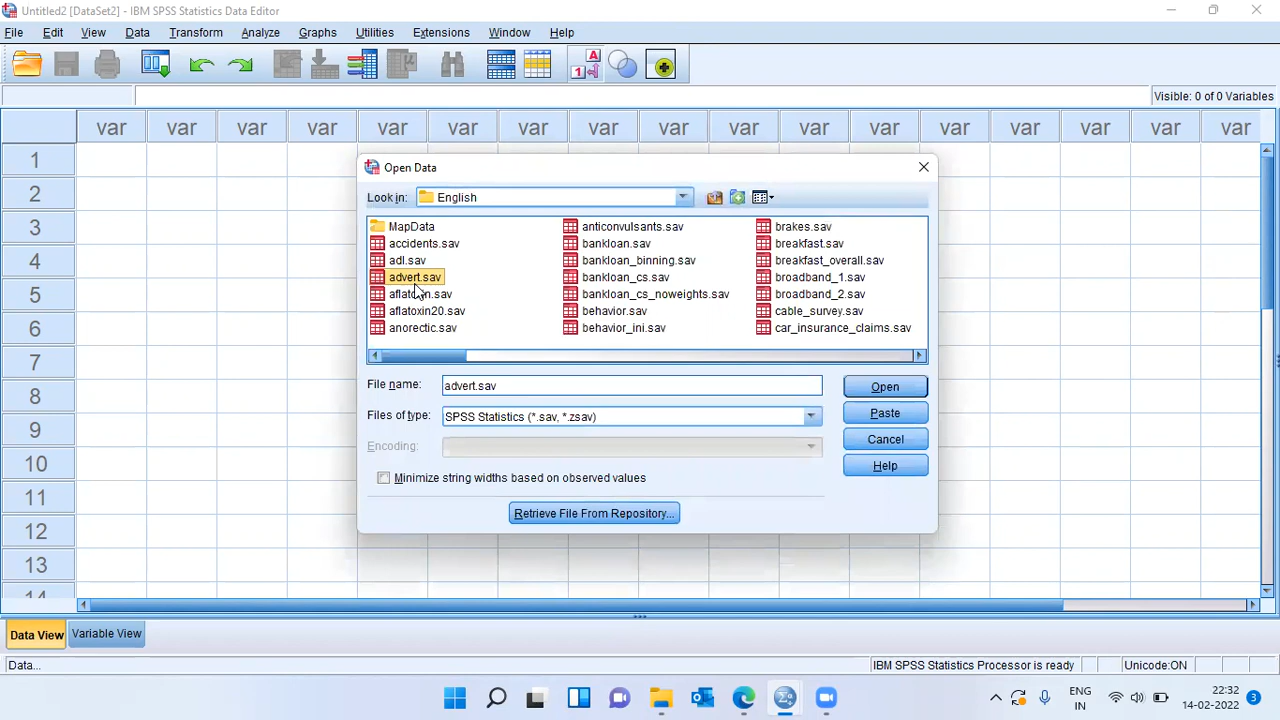 Untitled2 [DataSet2] - IBM SPSS Statistics Data Editor
File Edit View Data Transform Analyze Graphs Utilities Extensions Window Help
Visible: 0 of 0 Variables
var var var var var var var var var var var var var var var var var
1
2
3
4
5
6
7
8
9
10
11
12
13
14
Open Data
Look in: English
MapData
accidents.sav
adl.sav
advert.sav
aflatoxin.sav
aflatoxin20.sav
anorectic.sav
anticonvulsants.sav
bankloan.sav
bankloan_binning.sav
bankloan_cs.sav
bankloan_cs_noweights.sav
behavior.sav
behavior_ini.sav
brakes.sav
breakfast.sav
breakfast_overall.sav
broadband_1.sav
broadband_2.sav
cable_survey.sav
car_insurance_claims.sav
File name: advert.sav
Files of type: SPSS Statistics (*.sav, *.zsav)
Encoding:
Minimize string widths based on observed values
Open
Paste
Cancel
Help
Retrieve File From Repository...
Data View Variable View
Data... IBM SPSS Statistics Processor is ready Unicode:ON
ENG
IN
22:32
14-02-2022
3